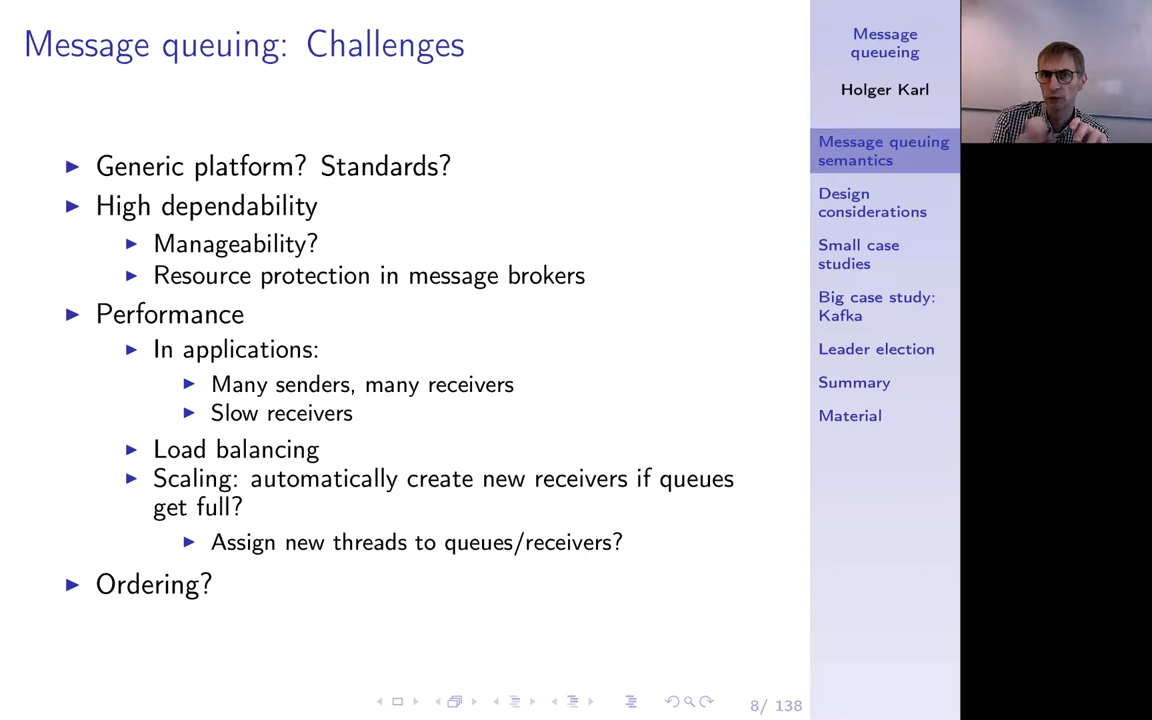 Message queuing: Challenges
Generic platform? Standards?
High dependability
Manageability?
Resource protection in message brokers
Performance
In applications:
Many senders, many receivers
Slow receivers
Load balancing
Scaling: automatically create new receivers if queues
get full?
Assign new threads to queues/receivers?
Ordering?
8/ 138
Message
queueing
Holger Karl
Message queuing
semantics
Design
considerations
Small case
studies
Big case study:
Kafka
Leader election
Summary
Material